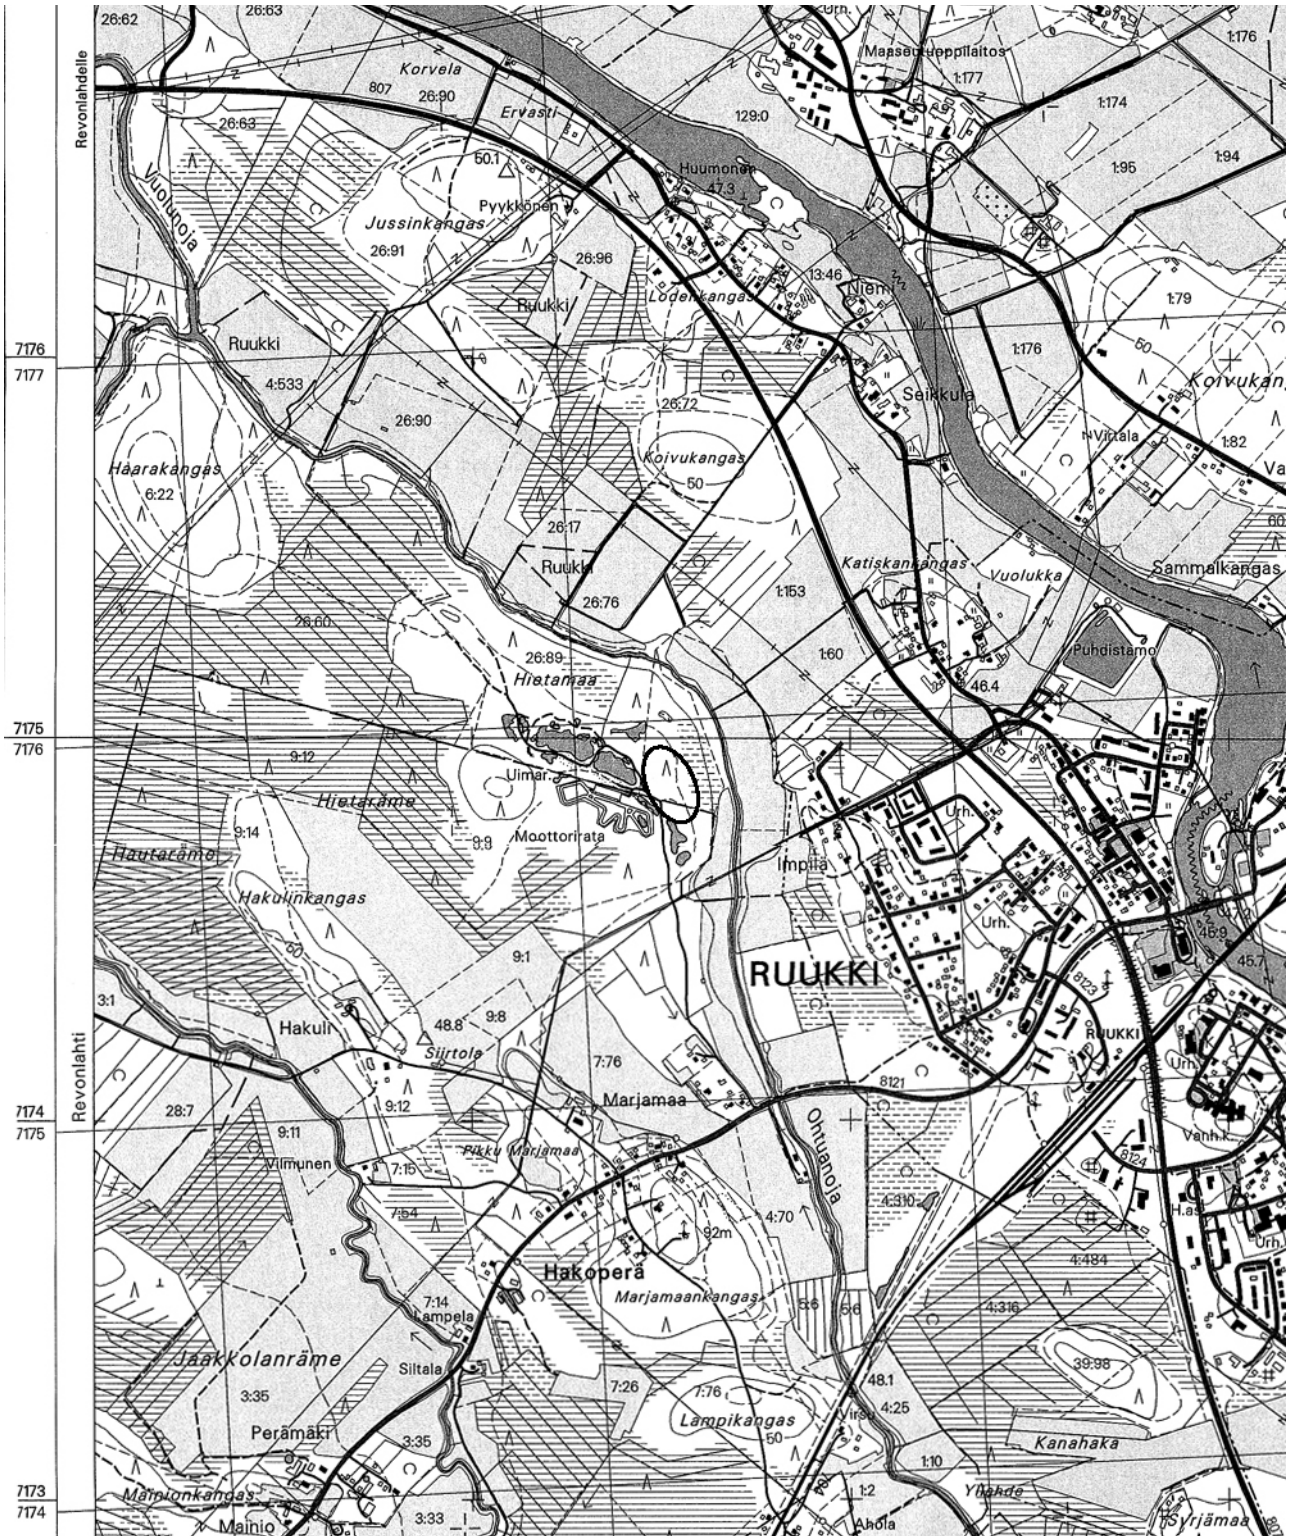 26:62
26:63
Urh.
1:176
Maaseutuoppilaitos
Korvela
807
26:90
1:177
1:174
Revonlahdelle
26:63
Ervasti
129:0
50.1
Huumonen
47.3
1:95
1:94
Vuoluoja
Pyykkönen
Jussinkangas
26:91
26:96
13:46
Niemi
Lodenkangas
Ruukki
1:79
Ruukki
1:176
50
7176
7177
4:533
Koivukan
26:72
Seikkula
26:90
Virtala
1:82
Haarakangas
6:22
Koivukangas
50
Va
26:17
60
Ruukki
Katiskankangas
Vuolukka
Sammalkangas
26:76
1:153
26:60
26:89
1:60
Puhdistamo
Hietamaa
46.4
7175
7176
9:12
Uimar.
Hietaräme
Urh.
9:14
9:9
Moottorirata
Hautaräme
Impilä
Hakulinkangas
Urh.
60
45.9
45.7
9:1
RUUKKI
8123
3:1
9:8
Hakuli
48.8
Siirtola
RUUKKI
7:76
Urh.
K
Revonlahti
8121
9:12
Marjamaa
7174
7175
28:7
9:11
Ohtuanoja
Vanh.k.
Pikku Marjamaa
8124
Vilmunen
7:15
4:310
7:54
H.as
4:70
92m
Urh.
4:484
Hakoperä
7:14
Marjamaankangas
5:6
5:6
4:316
Lampela
Jaakkolanräme
Siltala
39:98
48.1
3:35
7:26
7:76
4:25
Lampikangas
Virsu
50
Perämäki
3:35
Kanahaka
1:10
7173
7174
Mainionkangas
1:2
Ylilähde
Mainio
3:33
Ahola
Syrjämaa